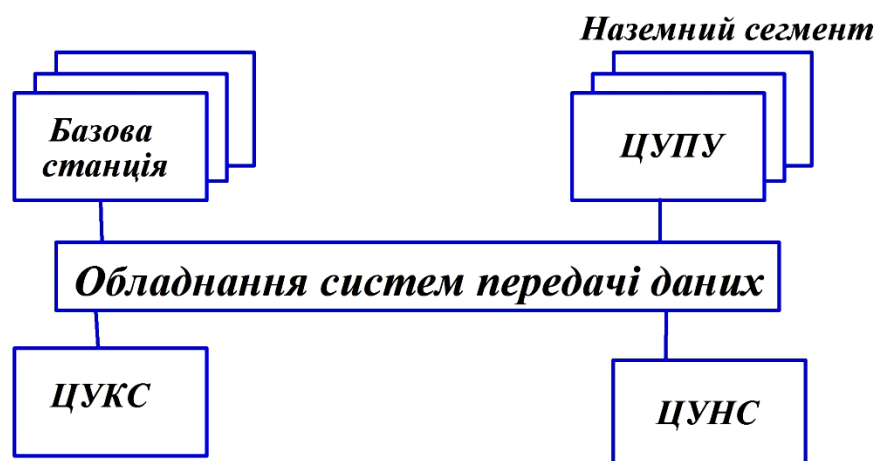 Наземний сегмент
Базова
станція
ЦУПУ
Обладнання систем передачі даних
ЦУКС
ЦУНС